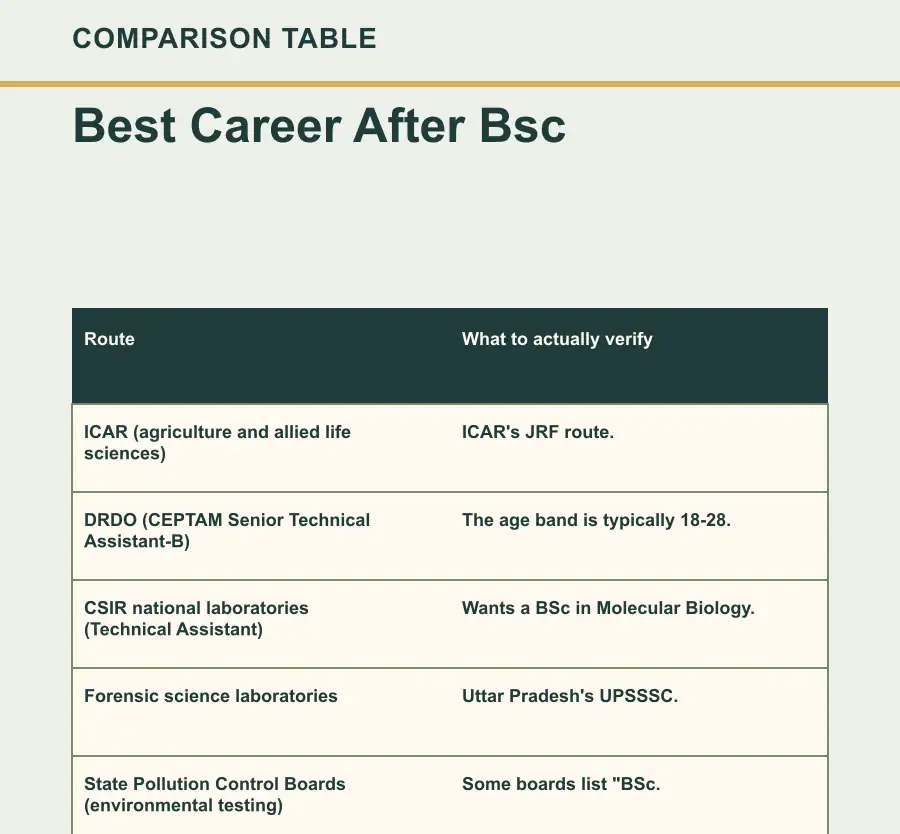 COMPARISON TABLE
Best Career After Bsc
Route
What to actually verify
ICAR (agriculture and allied life
sciences)
ICAR's JRF route.
DRDO (CEPTAM Senior Technical
Assistant-B)
The age band is typically 18-28.
CSIR national laboratories
(Technical Assistant)
Wants a BSc in Molecular Biology.
Forensic science laboratories
Uttar Pradesh's UPSSSC.
State Pollution Control Boards
(environmental testing)
Some boards list "BSc.